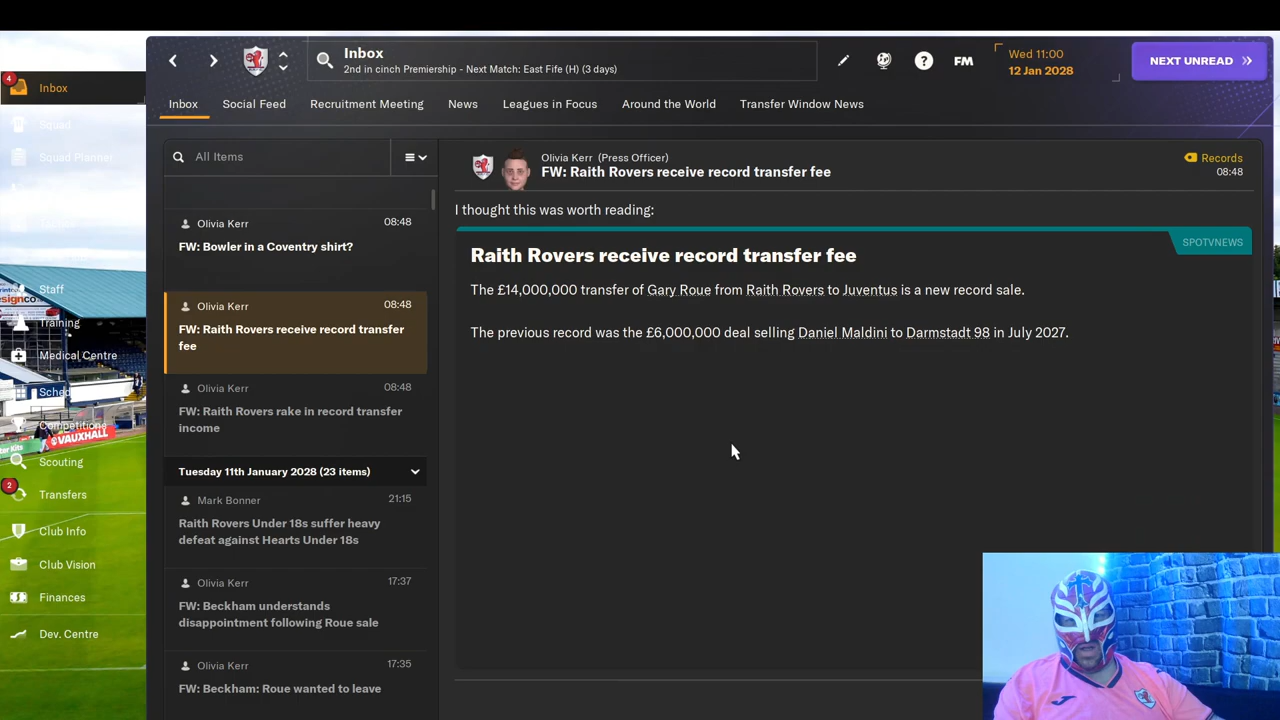 Inbox
2nd in cinch Premiership - Next Match: East Fife (H) (3 days)
FM
Wed 11:00
12 Jan 2028
NEXT UNREAD
4
Inbox
Squad
Squad Planner
Staff
Training
Medical Centre
Sched
Competitions
VAUXHALL
Scouting
2
Transfers
Club Info
Club Vision
Finances
Dev. Centre
Inbox
Social Feed
Recruitment Meeting
News
Leagues in Focus
Around the World
Transfer Window News
All Items
Olivia Kerr
08:48
FW: Bowler in a Coventry shirt?
Olivia Kerr
08:48
FW: Raith Rovers receive record transfer
fee
Olivia Kerr
08:48
FW: Raith Rovers rake in record transfer
income
Tuesday 11th January 2028 (23 items)
Mark Bonner
21:15
Raith Rovers Under 18s suffer heavy
defeat against Hearts Under 18s
Olivia Kerr
17:37
FW: Beckham understands
disappointment following Roue sale
Olivia Kerr
17:35
FW: Beckham: Roue wanted to leave
Olivia Kerr (Press Officer)
FW: Raith Rovers receive record transfer fee
Records
08:48
I thought this was worth reading:
SPOTVNEWS
Raith Rovers receive record transfer fee
The £14,000,000 transfer of Gary Roue from Raith Rovers to Juventus is a new record sale.
The previous record was the £6,000,000 deal selling Daniel Maldini to Darmstadt 98 in July 2027.